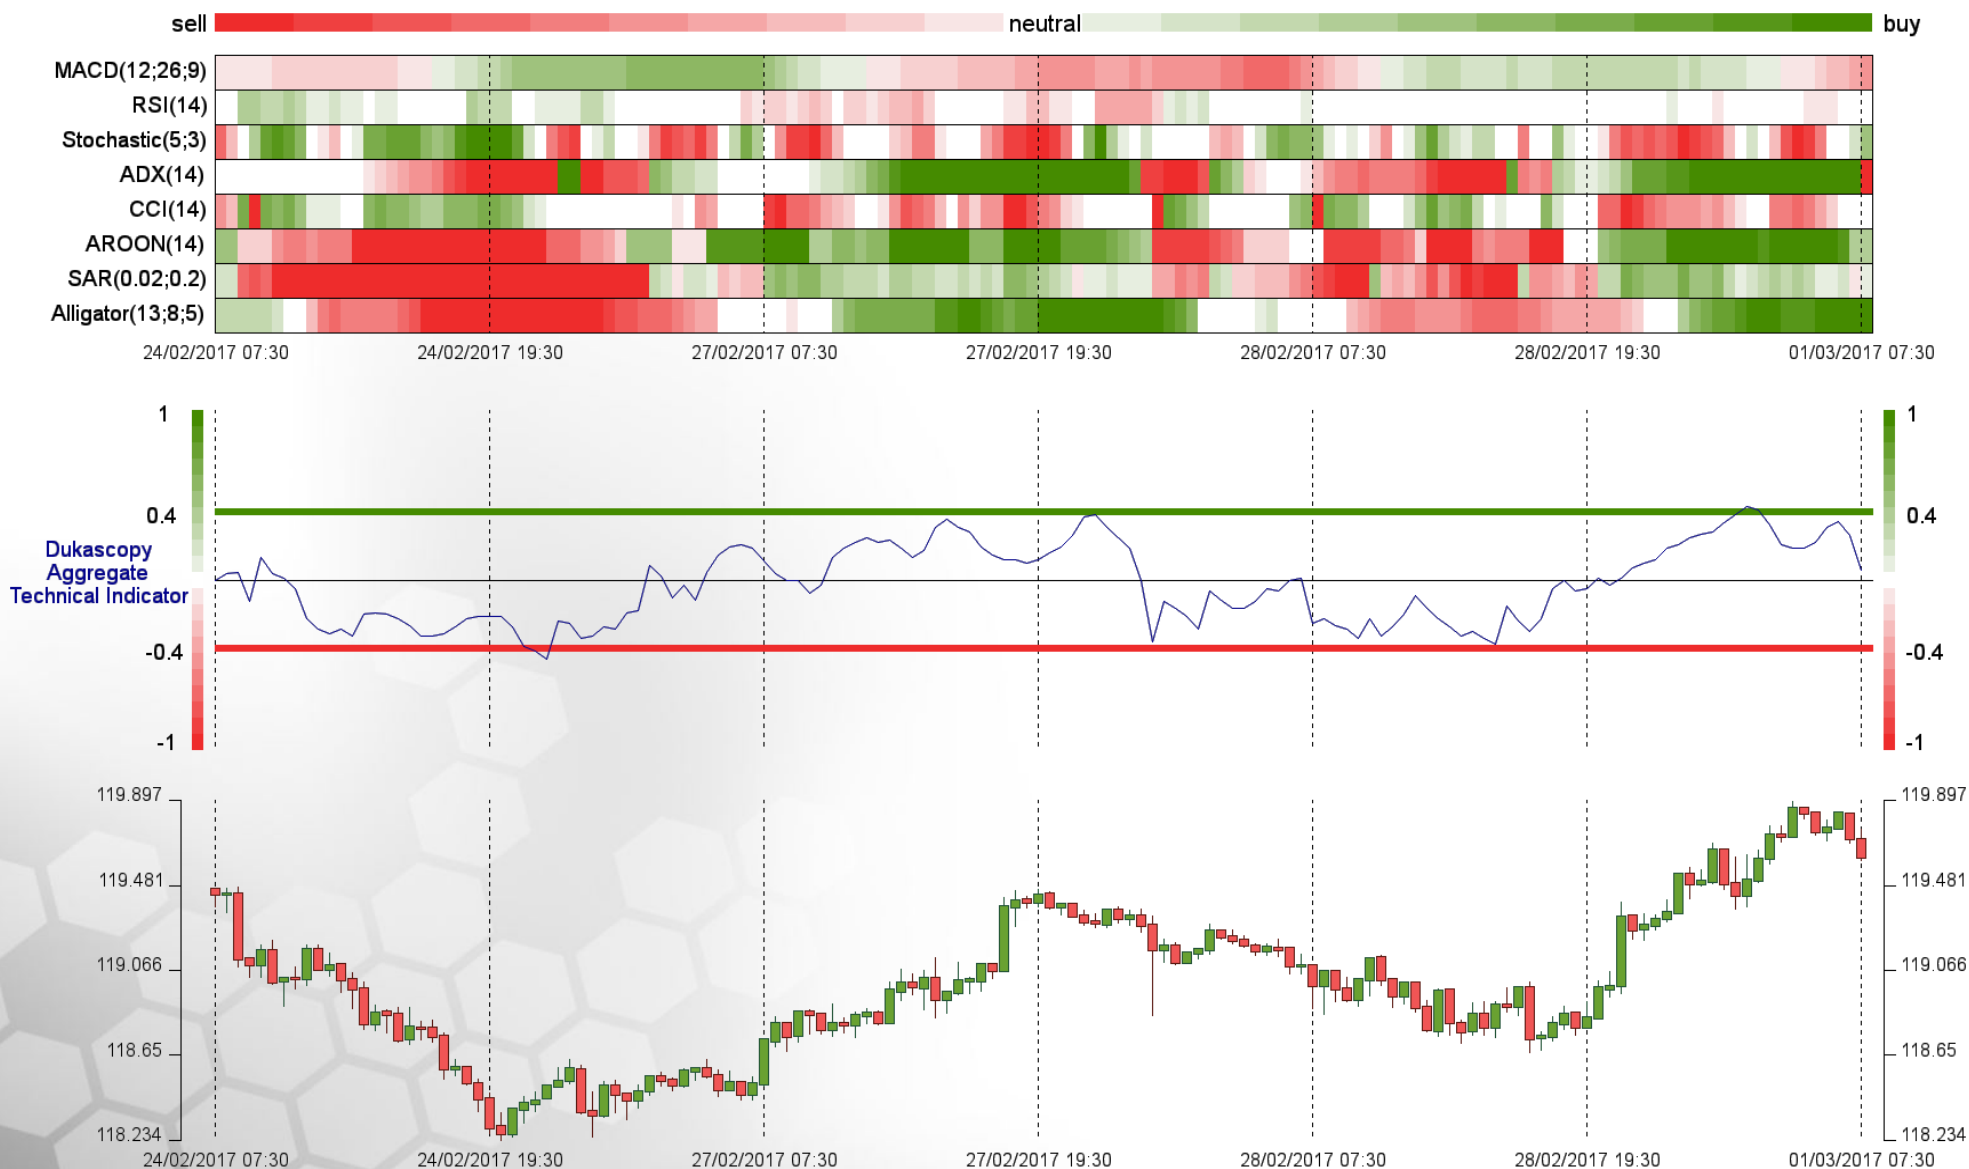 sell neutral buy
MACD(12;26;9)
RSI(14)
Stochastic(5;3)
ADX(14)
CCI(14)
AROON(14)
SAR(0.02;0.2)
Alligator(13;8;5)
24/02/2017 07:30 24/02/2017 19:30 27/02/2017 07:30 27/02/2017 19:30 28/02/2017 07:30 28/02/2017 19:30 01/03/2017 07:30
1 1
0.4 0.4
Dukascopy
Aggregate
Technical Indicator
-0.4 -0.4
-1 -1
119.897 119.897
119.481 119.481
119.066 119.066
118.65 118.65
118.234 118.234
24/02/2017 07:30 24/02/2017 19:30 27/02/2017 07:30 27/02/2017 19:30 28/02/2017 07:30 28/02/2017 19:30 01/03/2017 07:30